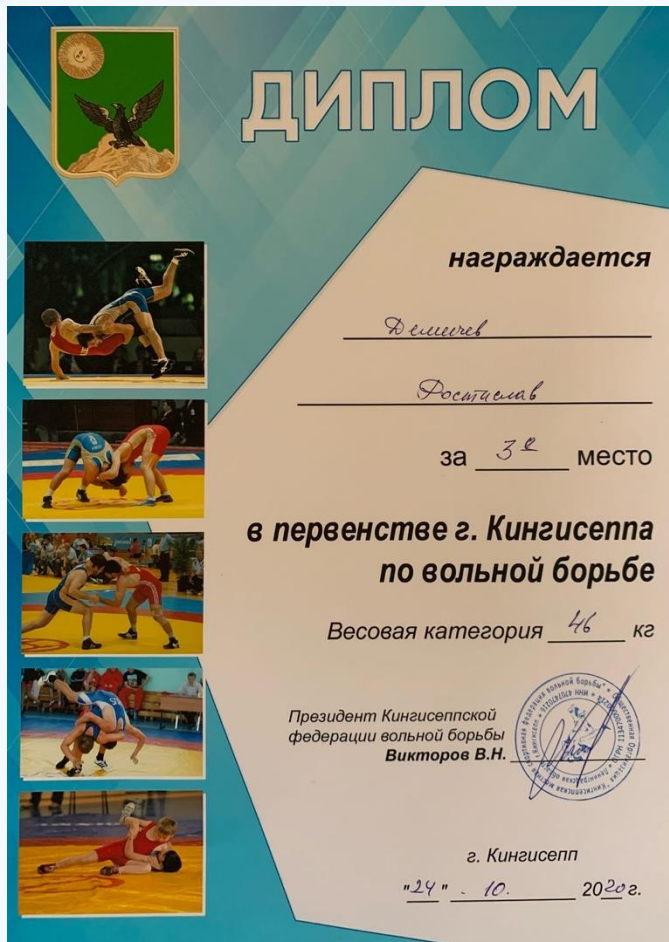 ДИПЛОМ
награждается
Демичев
Ростислав
за 3е место
в первенстве г. Кингисеппа
по вольной борьбе
Весовая категория 46 кг
Президент Кингисеппской
федерации вольной борьбы
Викторов В.Н.
г. Кингисепп
"24" - 10. 2020г.